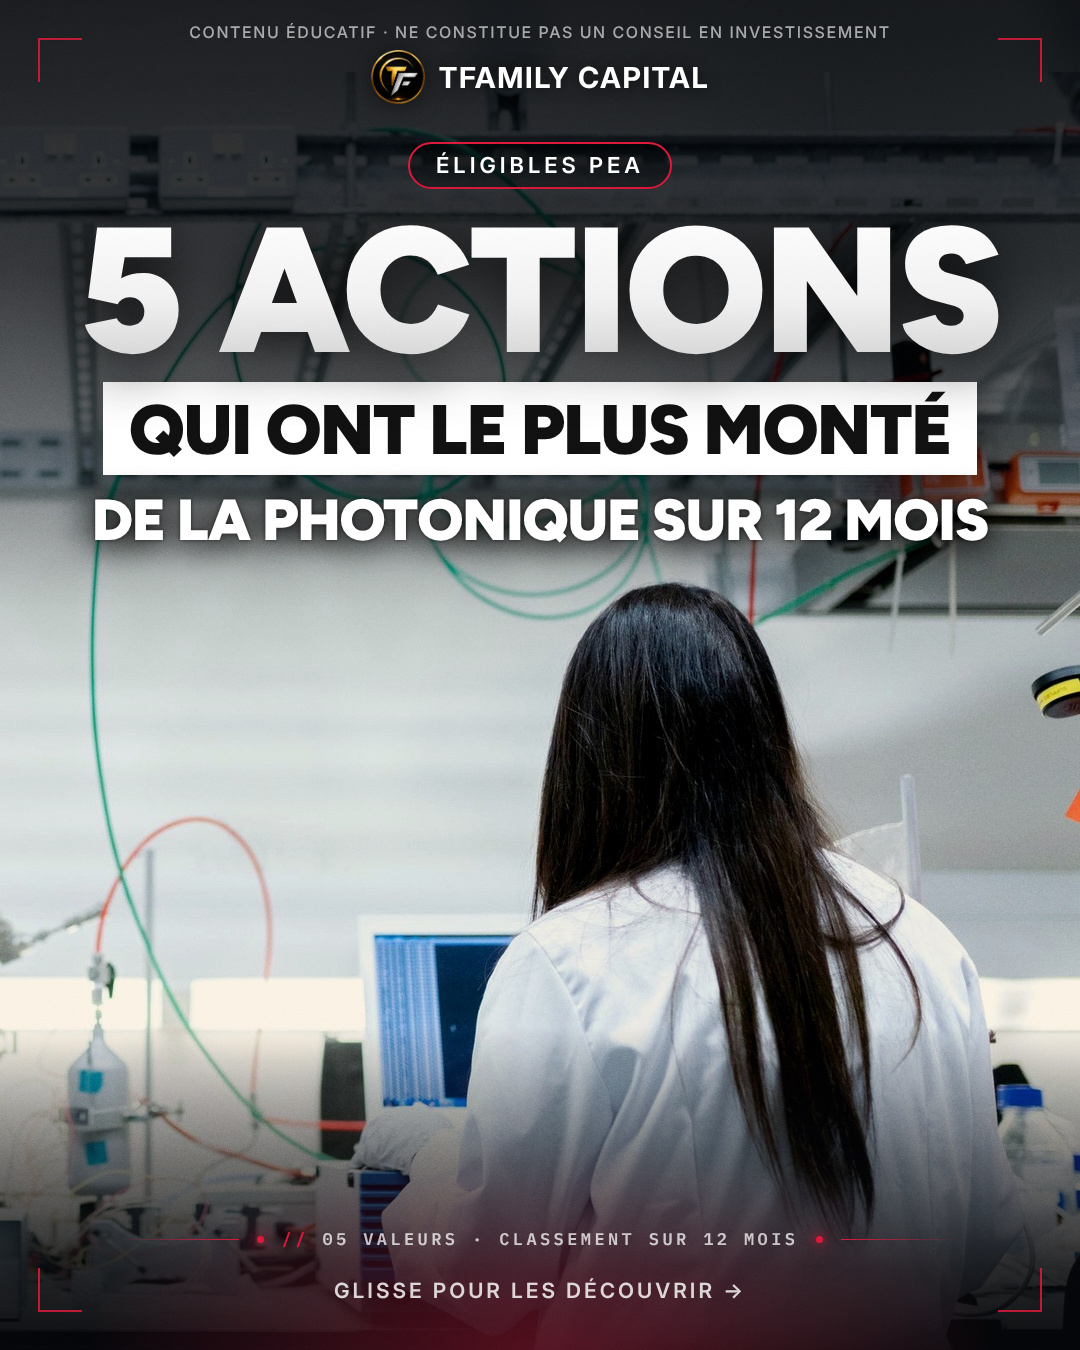 CONTENU ÉDUCATIF · NE CONSTITUE PAS UN CONSEIL EN INVESTISSEMENT
TF TFAMILY CAPITAL
ÉLIGIBLES PEA
5 ACTIONS
QUI ONT LE PLUS MONTÉ
DE LA PHOTONIQUE SUR 12 MOIS
// 05 VALEURS · CLASSEMENT SUR 12 MOIS
GLISSE POUR LES DÉCOUVRIR →